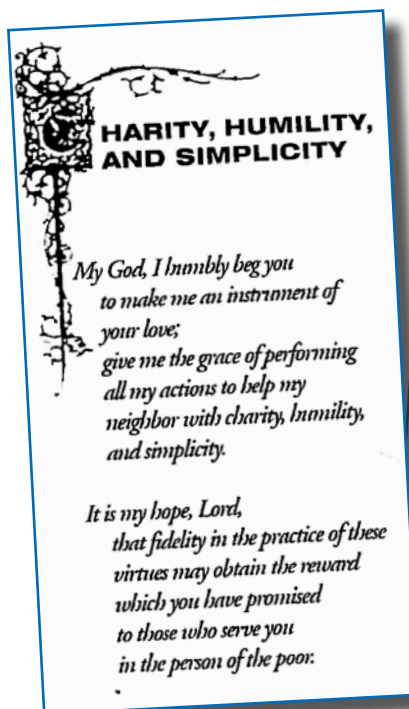 CHARITY, HUMILITY,
AND SIMPLICITY
My God, I humbly beg you
to make me an instrument of
your love;
give me the grace of performing
all my actions to help my
neighbor with charity, humility,
and simplicity.
It is my hope, Lord,
that fidelity in the practice of these
virtues may obtain the reward
which you have promised
to those who serve you
in the person of the poor.